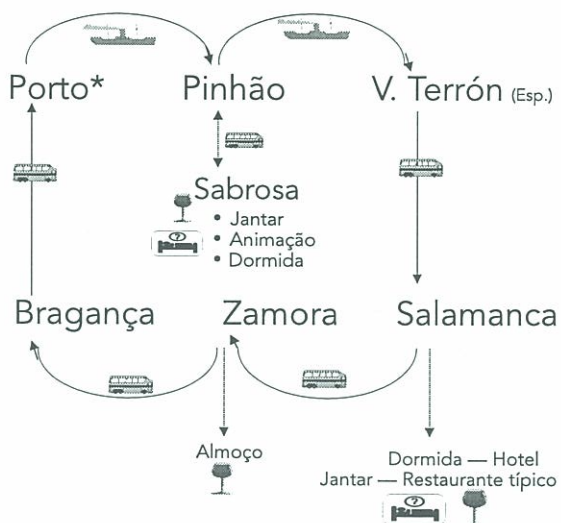 Porto* Pinhão V. Terrón (Esp.)
Sabrosa
• Jantar
• Animação
• Dormida
Bragança Zamora Salamanca
Almoço
Dormida — Hotel
Jantar — Restaurante típico